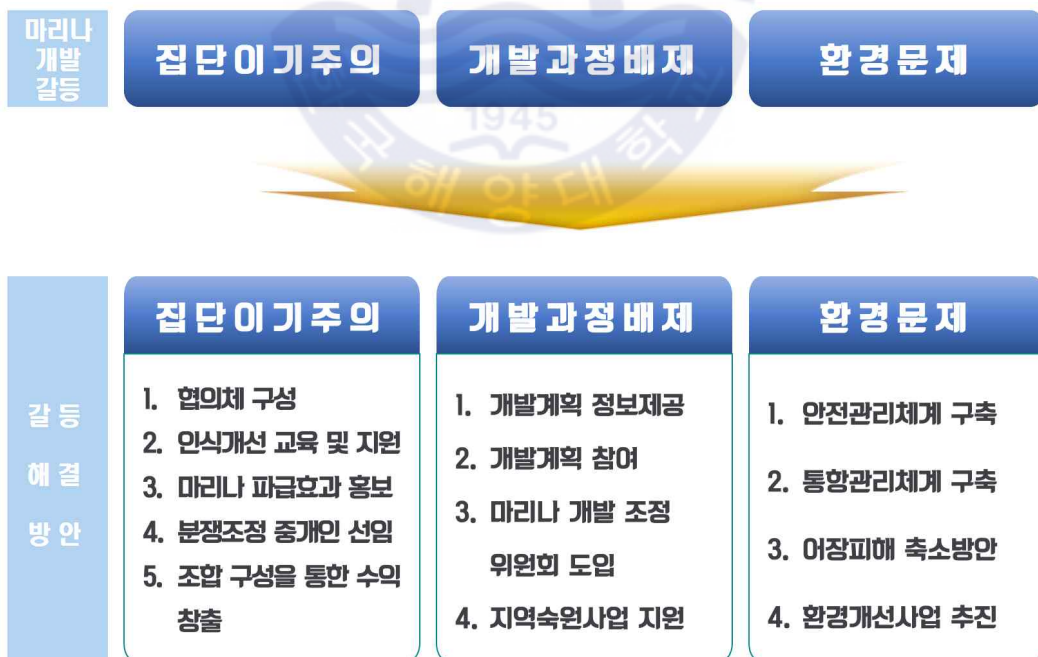 마리나
개발
갈등
집단이기주의
개발과정배제
환경문제
1945
한국해양대학교
갈등
해결
방안
집단이기주의
1. 협의체 구성
2. 인식개선 교육 및 지원
3. 마리나 파급효과 홍보
4. 분쟁조정 중개인 선임
5. 조합 구성을 통한 수익
창출
개발과정배제
1. 개발계획 정보제공
2. 개발계획 참여
3. 마리나 개발 조정
위원회 도입
4. 지역숙원사업 지원
환경문제
1. 안전관리체계 구축
2. 통항관리체계 구축
3. 어장피해 축소방안
4. 환경개선사업 추진